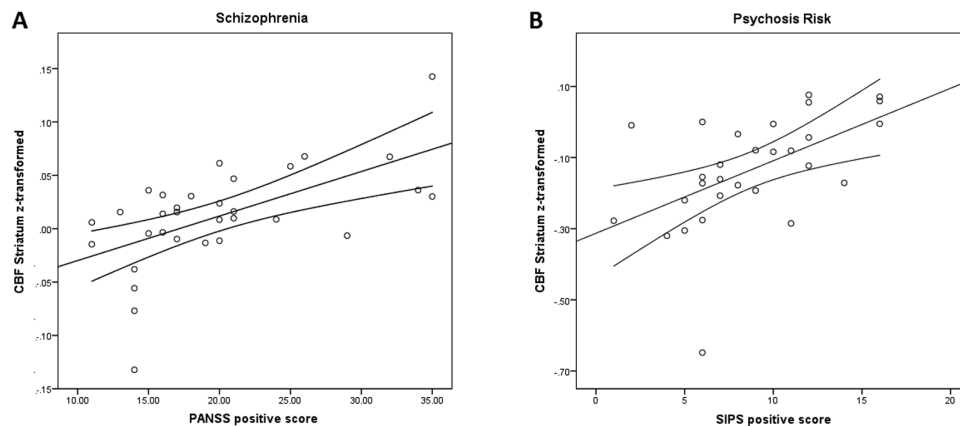 A
Schizophrenia
CBF Striatum z-transformed
.15
.10
.05
.00
-.05
-.10
-.15
10.00 15.00 20.00 25.00 30.00 35.00
PANSS positive score
B
Psychosis Risk
CBF Striatum z-transformed
.10
-.10
-.30
-.50
-.70
0 5 10 15 20
SIPS positive score